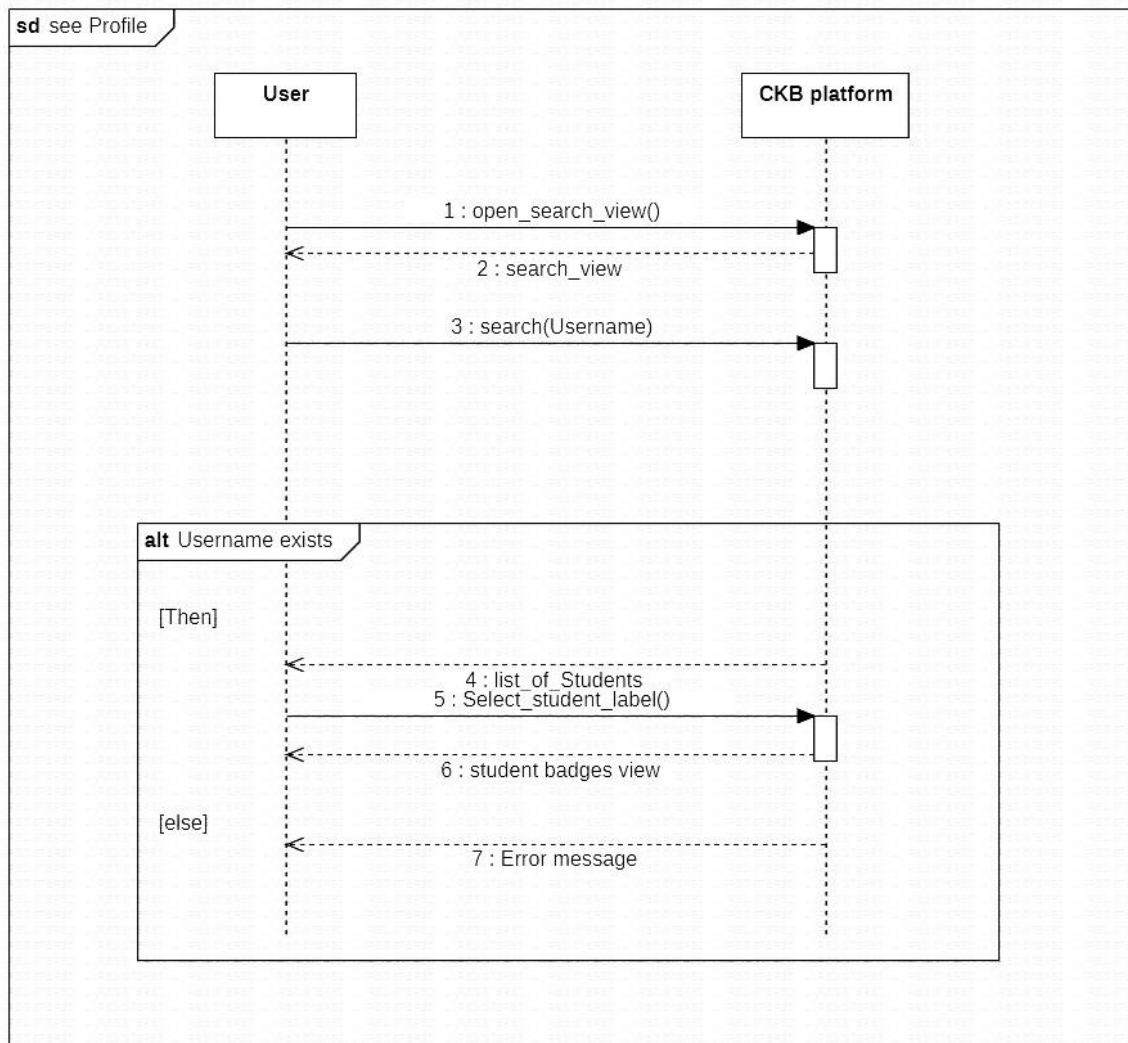 sd see Profile
User
CKB platform
1 : open_search_view()
2 : search_view
3 : search(Username)
alt Username exists
[Then]
4 : list_of_Students
5 : Select_student_label()
6 : student badges view
[else]
7 : Error message